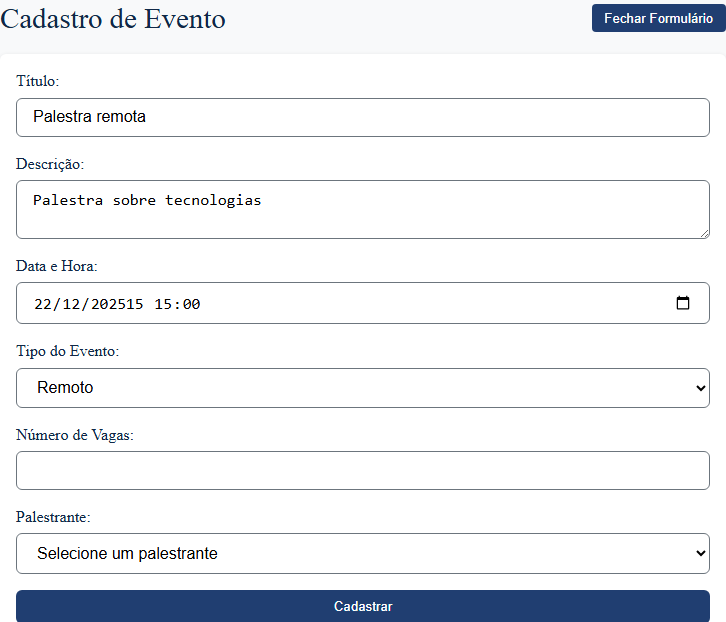 Cadastro de Evento
Fechar Formulário
Título:
Palestra remota
Descrição:
Palestra sobre tecnologias
Data e Hora:
22/12/202515 15:00
Tipo do Evento:
Remoto
Número de Vagas:
Palestrante:
Selecione um palestrante
Cadastrar